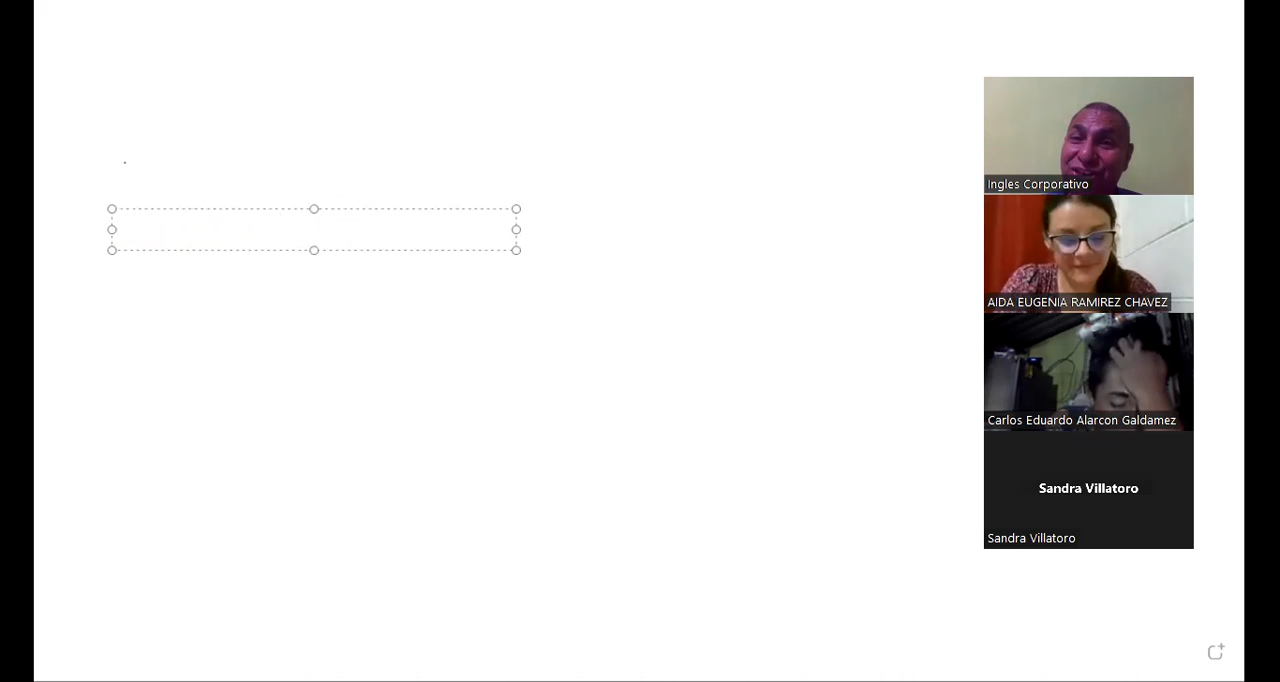 Ingles Corporativo
AIDA EUGENIA RAMIREZ CHAVEZ
Carlos Eduardo Alarcon Galdamez
Sandra Villatoro
Sandra Villatoro